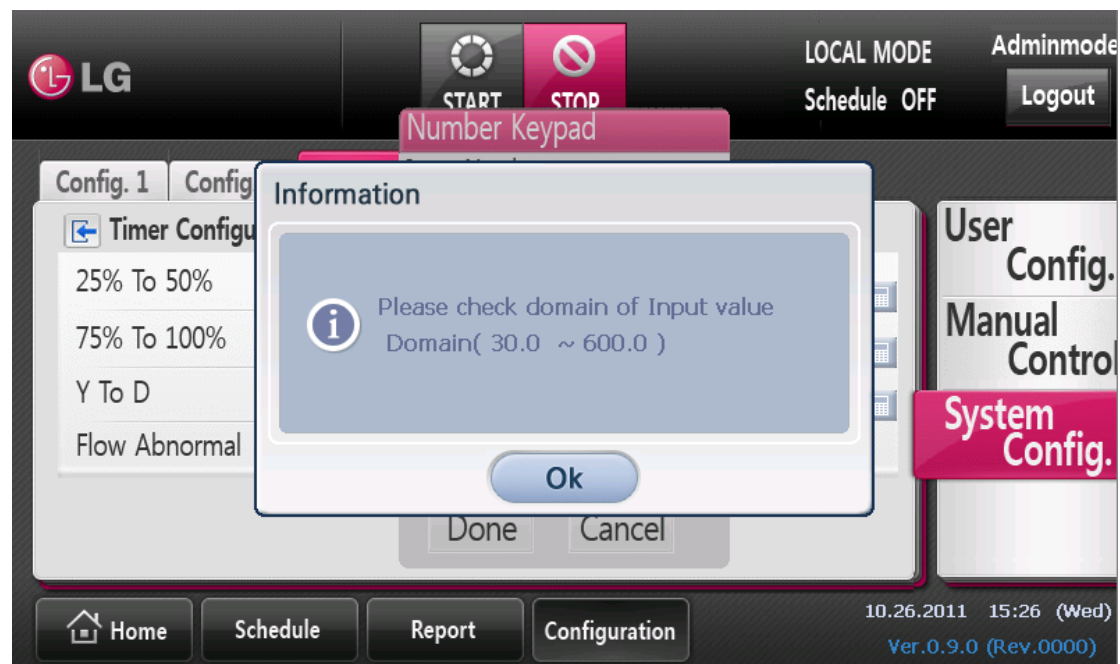 LG
START
STOP
LOCAL MODE
Schedule OFF
Adminmode
Logout
Number Keypad
Config. 1
Config
Information
Timer Configu
25% To 50%
75% To 100%
Y To D
Flow Abnormal
Please check domain of Input value
Domain( 30.0 ~ 600.0 )
Ok
Done
Cancel
User
Config.
Manual
Control
System
Config.
Home
Schedule
Report
Configuration
10.26.2011 15:26 (Wed)
Ver.0.9.0 (Rev.0000)